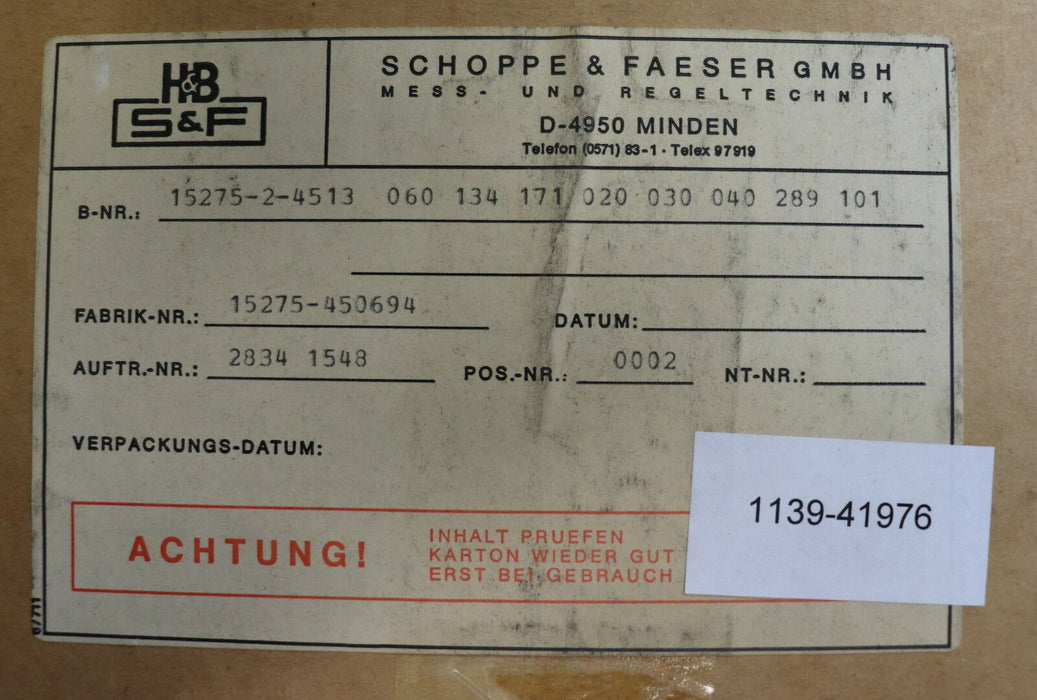 H&B
S&F
SCHOPPE & FAESER GMBH
MESS- UND REGELTECHNIK
D-4950 MINDEN
Telefon (0571) 83-1 · Telex 97919
B-NR.: 15275-2-4513 060 134 171 020 030 040 289 101
FABRIK-NR.: 15275-450694 DATUM:
AUFTR.-NR.: 2834 1548 POS.-NR.: 0002 NT-NR.:
VERPACKUNGS-DATUM:
1139-41976
ACHTUNG!
INHALT PRUEFEN
KARTON WIEDER GUT
ERST BEI GEBRAUCH